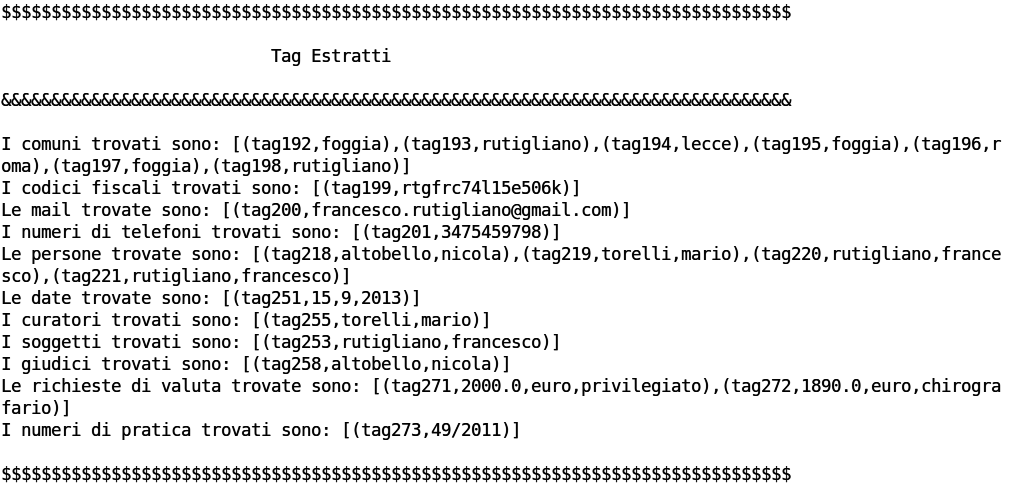 $$$$$$$$$$$$$$$$$$$$$$$$$$$$$$$$$$$$$$$$$$$$$$$$$$$$$$$$$$$$$$$$$$$$$$$$$$$$$$$
Tag Estratti
&&&&&&&&&&&&&&&&&&&&&&&&&&&&&&&&&&&&&&&&&&&&&&&&&&&&&&&&&&&&&&&&&&&&&&&&&&&&&&&
I comuni trovati sono: [(tag192,foggia),(tag193,rutigliano),(tag194,lecce),(tag195,foggia),(tag196,r
oma),(tag197,foggia),(tag198,rutigliano)]
I codici fiscali trovati sono: [(tag199,rtgfrc74l15e506k)]
Le mail trovate sono: [(tag200,francesco.rutigliano@gmail.com)]
I numeri di telefoni trovati sono: [(tag201,3475459798)]
Le persone trovate sono: [(tag218,altobello,nicola),(tag219,torelli,mario),(tag220,rutigliano,france
sco),(tag221,rutigliano,francesco)]
Le date trovate sono: [(tag251,15,9,2013)]
I curatori trovati sono: [(tag255,torelli,mario)]
I soggetti trovati sono: [(tag253,rutigliano,francesco)]
I giudici trovati sono: [(tag258,altobello,nicola)]
Le richieste di valuta trovate sono: [(tag271,2000.0,euro,privilegiato),(tag272,1890.0,euro,chirogra
fario)]
I numeri di pratica trovati sono: [(tag273,49/2011)]
$$$$$$$$$$$$$$$$$$$$$$$$$$$$$$$$$$$$$$$$$$$$$$$$$$$$$$$$$$$$$$$$$$$$$$$$$$$$$$$